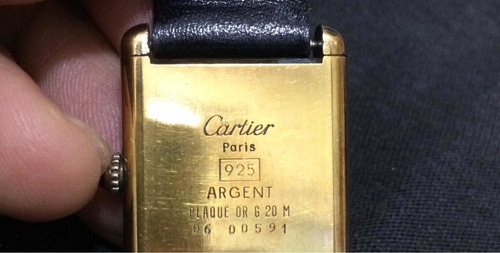 Cartier
Paris
925
ARGENT
PLAQUE OR G 20 M
06 00591